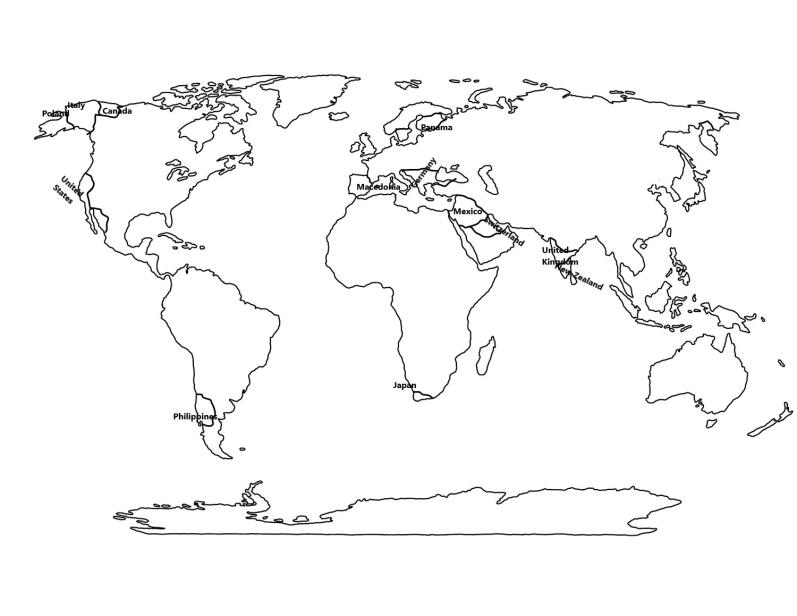 Italy
Poland
Canada
Panama
Germany
Macedonia
United
States
Mexico
Switzerland
United
Kingdom
New Zealand
Japan
Philippines